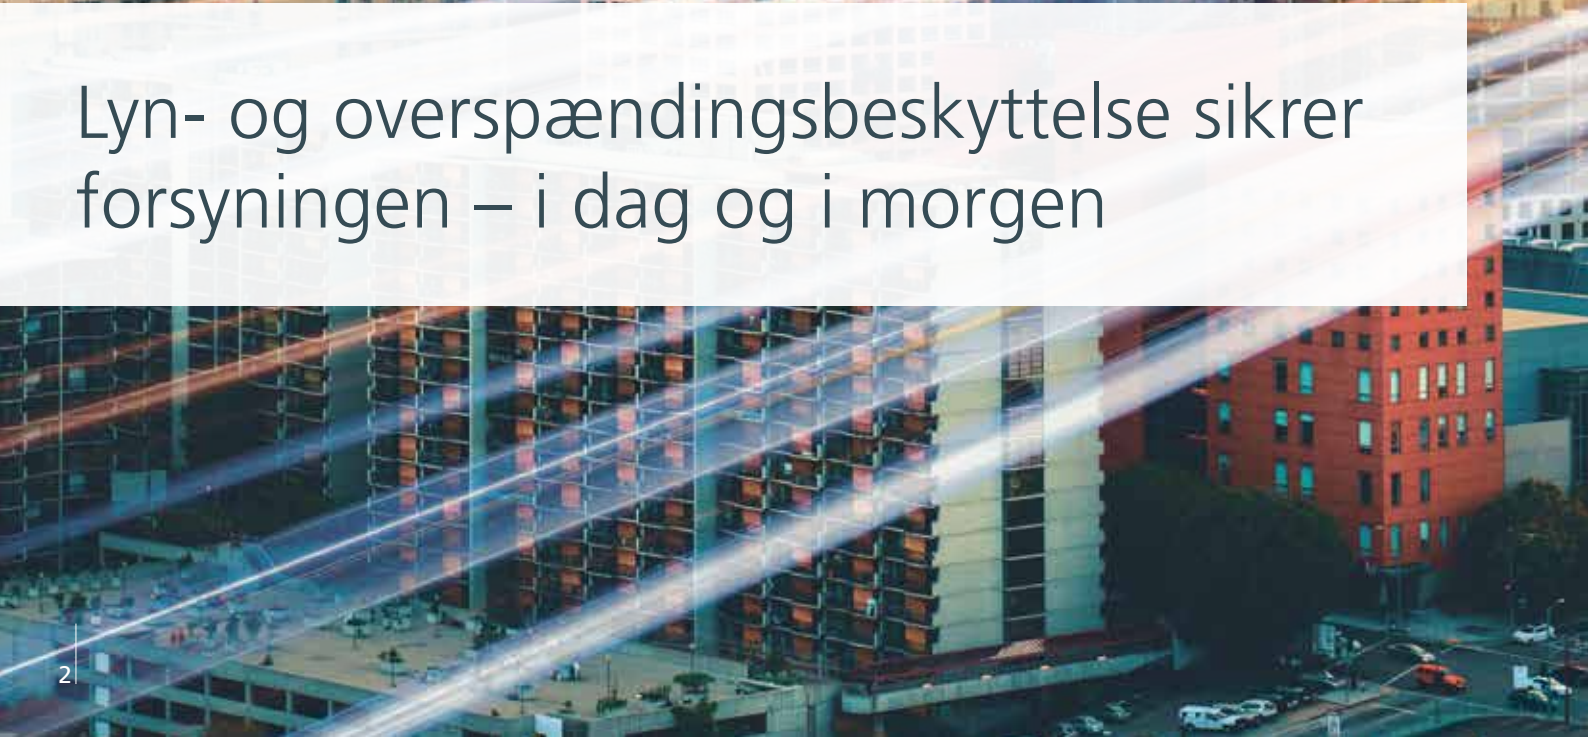 Lyn- og overspændingsbeskyttelse sikrer
forsyningen – i dag og i morgen
2